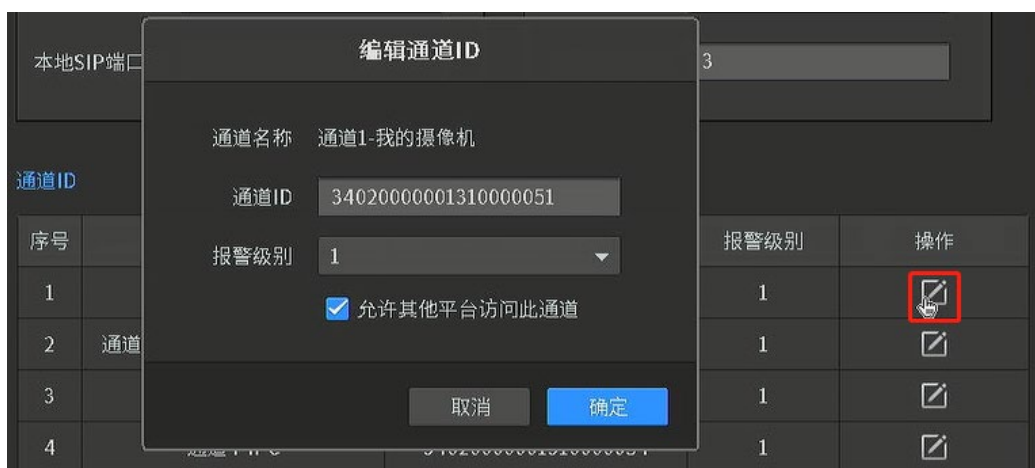 编辑通道ID
本地SIP端口
3
通道名称 通道1-我的摄像机
通道ID
通道ID 34020000001310000051
序号 报警级别 操作
报警级别 1
1 1
允许其他平台访问此通道
2 通道 1
3 1
取消 确定
4 1